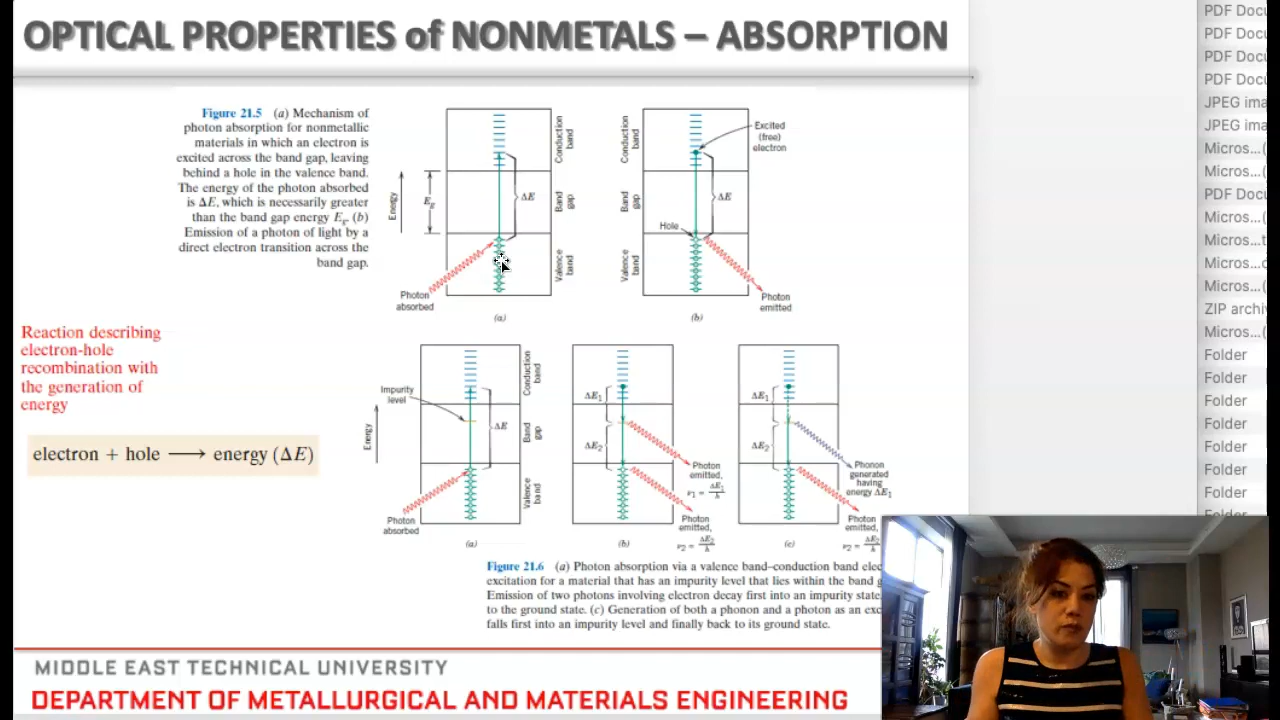 OPTICAL PROPERTIES of NONMETALS – ABSORPTION
Figure 21.5 (a) Mechanism of
photon absorption for nonmetallic
materials in which an electron is
excited across the band gap, leaving
behind a hole in the valence band.
The energy of the photon absorbed
is ΔE, which is necessarily greater
than the band gap energy Eg. (b)
Emission of a photon of light by a
direct electron transition across the
band gap.
Energy
Eg
ΔE
Conduction
band
Band
gap
Valence
band
Photon
absorbed
(a)
Conduction
band
Band
gap
Valence
band
Excited
(free)
electron
ΔE
Hole
Photon
emitted
(b)
Reaction describing
electron-hole
recombination with
the generation of
energy
electron + hole ⟶ energy (ΔE)
Impurity
level
Energy
ΔE
Conduction
band
Band
gap
Valence band
Photon
absorbed
(a)
ΔE1
ΔE2
Photon
emitted,
ν1 = ΔE1/h
Photon
emitted,
ν2 = ΔE2/h
(b)
ΔE1
ΔE2
Phonon
generated
having
energy ΔE1
Photon
emitted,
ν2 = ΔE2/h
(c)
Figure 21.6 (a) Photon absorption via a valence band–conduction band elec
excitation for a material that has an impurity level that lies within the band g
Emission of two photons involving electron decay first into an impurity state
to the ground state. (c) Generation of both a phonon and a photon as an exc
falls first into an impurity level and finally back to its ground state.
MIDDLE EAST TECHNICAL UNIVERSITY
DEPARTMENT OF METALLURGICAL AND MATERIALS ENGINEERING
PDF Docu
PDF Docu
PDF Docu
PDF Docu
JPEG ima
JPEG ima
Micros...(
Micros...(
PDF Docu
Micros...(
Micros...t
Micros...c
Micros...(
ZIP archi
Micros...(
Folder
Folder
Folder
Folder
Folder
Folder
Folder
Folder